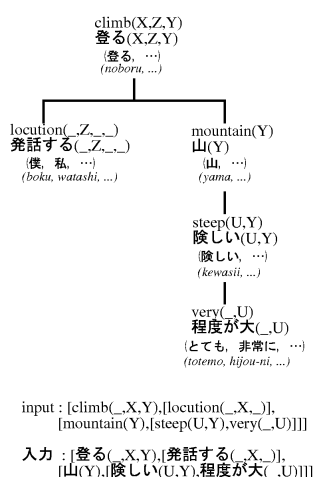 climb(X,Z,Y)
登る(X,Z,Y)
(登る, …)
(noboru, ...)
locution(_,Z,_,_)
発話する(_,Z,_,_)
(僕, 私, …)
(boku, watashi, ...)
mountain(Y)
山(Y)
(山, …)
(yama, ...)
steep(U,Y)
険しい(U,Y)
(険しい, …)
(kewasii, ...)
very(_,U)
程度が大(_,U)
(とても, 非常に, …)
(totemo, hijou-ni, ...)
input : [climb(_,X,Y),[locution(_,X,_)],
[mountain(Y),[steep(U,Y),very(_,U)]]]
入力 : [登る(_,X,Y),[発話する(_,X,_)],
[山(Y),[険しい(U,Y),程度が大(_,U)]]]